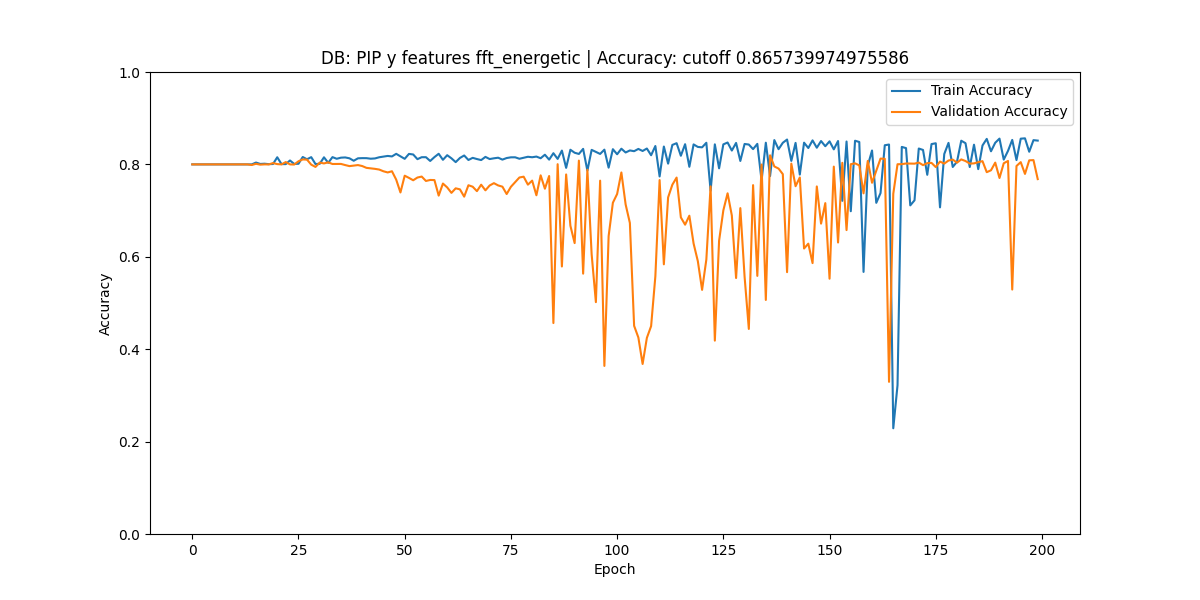 DB: PIP y features fft_energetic | Accuracy: cutoff 0.865739974975586
Train Accuracy
Validation Accuracy
1.0
0.8
0.6
0.4
0.2
0.0
Accuracy
0 25 50 75 100 125 150 175 200
Epoch